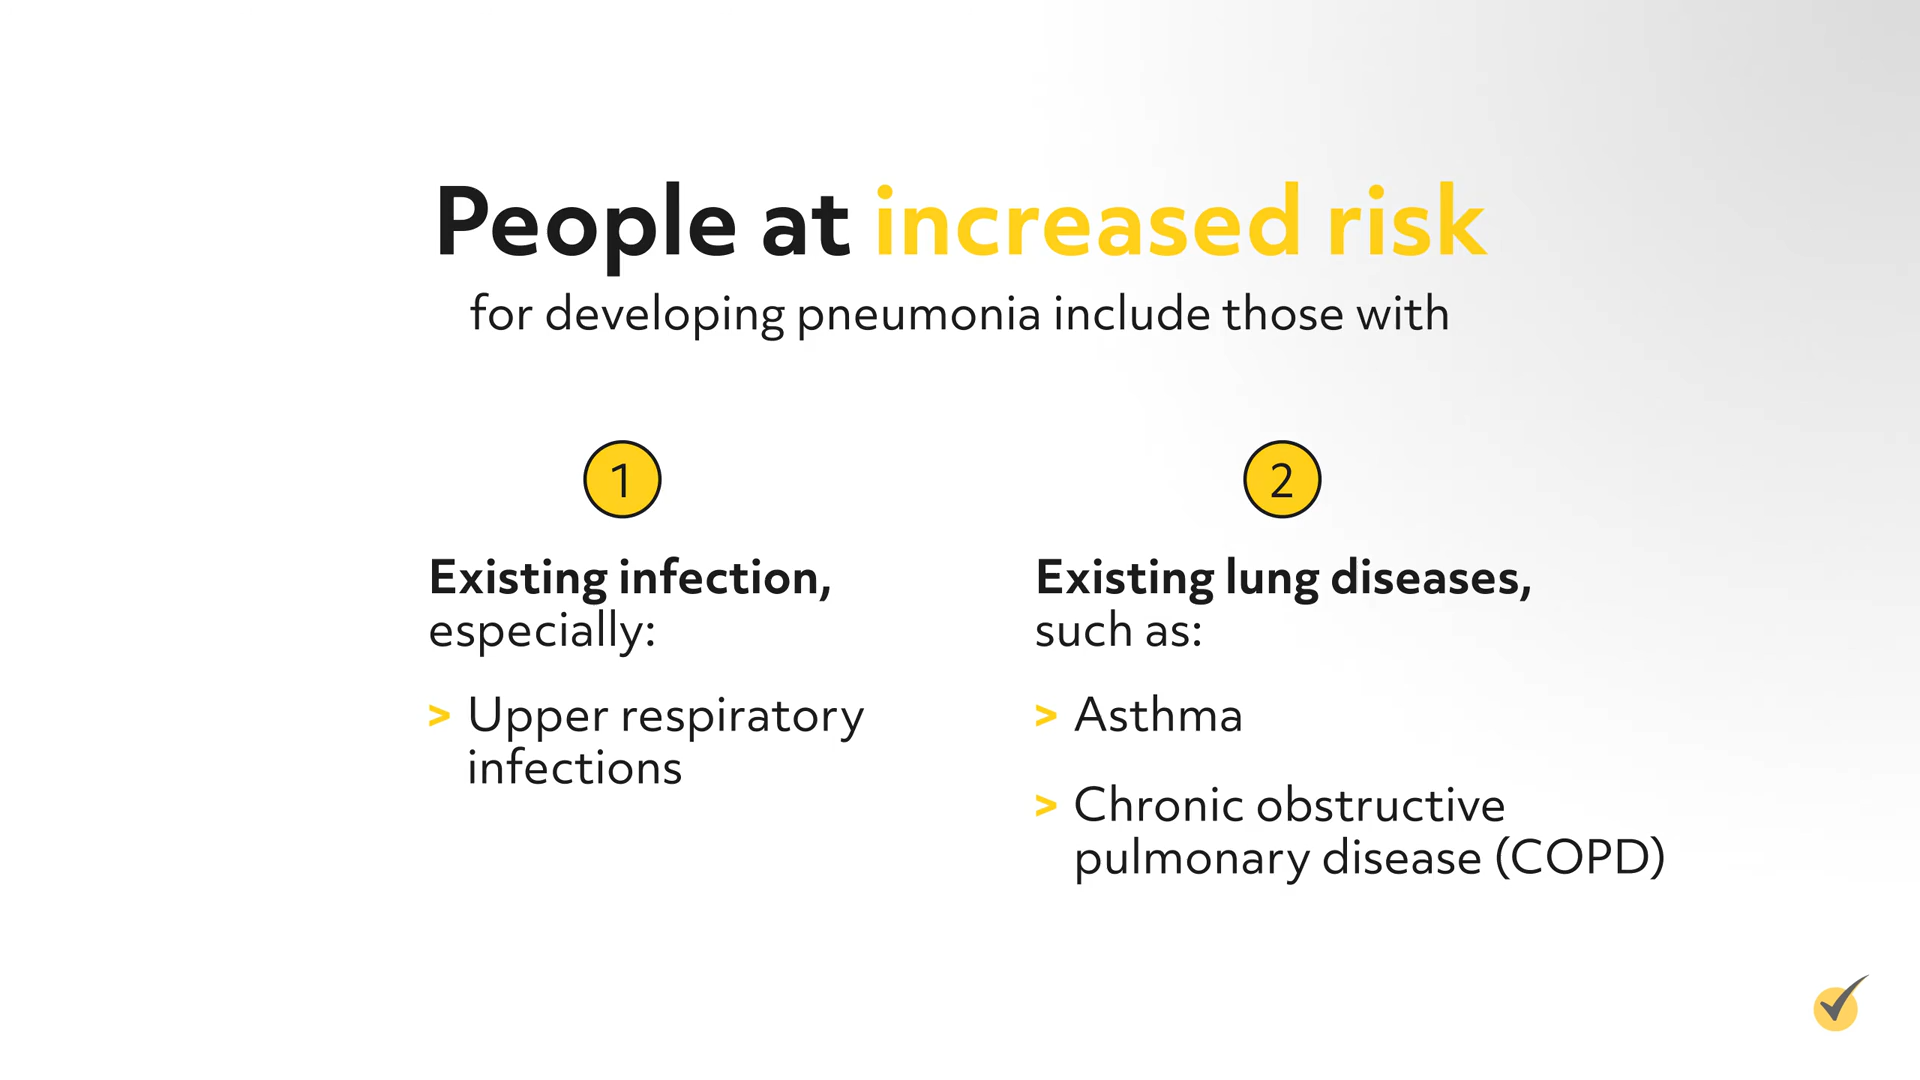 People at increased risk
for developing pneumonia include those with
1
Existing infection,
especially:
> Upper respiratory
infections
2
Existing lung diseases,
such as:
> Asthma
> Chronic obstructive
pulmonary disease (COPD)